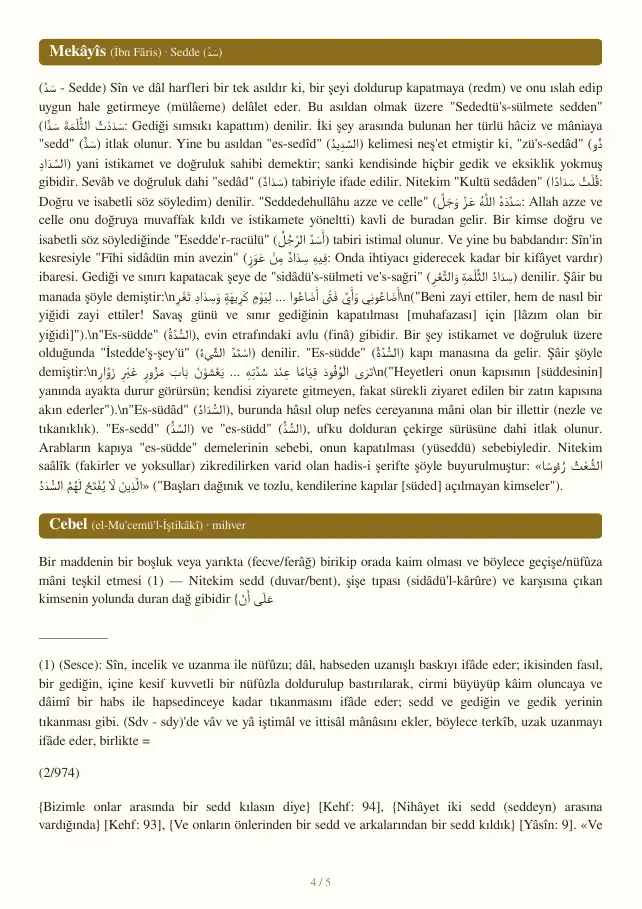 Mekâyîs (İbn Fâris) · Sedde (سَدَّ)
(سَدَّ - Sedde) Sîn ve dâl harfleri bir tek asıldır ki, bir şeyi doldurup kapatmaya (redm) ve onu ıslah edip
uygun hale getirmeye (mülâeme) delâlet eder. Bu asıldan olmak üzere "Sededtü's-sülmete sedden"
(سَدَدْتُ الثُّلْمَةَ سَدًّا: Gediği sımsıkı kapattım) denilir. İki şey arasında bulunan her türlü hâciz ve mâniaya
"sedd" (سَدٌّ) itlak olunur. Yine bu asıldan "es-sedîd" (السَّدِيدُ) kelimesi neş'et etmiştir ki, "zü's-sedâd" (ذُو
السَّدَادِ) yani istikamet ve doğruluk sahibi demektir; sanki kendisinde hiçbir gedik ve eksiklik yokmuş
gibidir. Sevâb ve doğruluk dahi "sedâd" (سَدَادٌ) tabiriyle ifade edilir. Nitekim "Kultü sedâden" (قُلْتُ سَدَادًا:
Doğru ve isabetli söz söyledim) denilir. "Seddedehullâhu azze ve celle" (سَدَّدَهُ اللَّهُ عَزَّ وَجَلَّ: Allah azze ve
celle onu doğruya muvaffak kıldı ve istikamete yöneltti) kavli de buradan gelir. Bir kimse doğru ve
isabetli söz söylediğinde "Esedde'r-racülü" (أَسَدَّ الرَّجُلُ) tabiri istimal olunur. Ve yine bu babdandır: Sîn'in
kesresiyle "Fîhi sidâdün min avezin" (فِيهِ سِدَادٌ مِنْ عَوَزٍ: Onda ihtiyacı giderecek kadar bir kifâyet vardır)
ibaresi. Gediği ve sınırı kapatacak şeye de "sidâdü's-sülmeti ve's-sağri" (سِدَادُ الثُّلْمَةِ وَالثَّغْرِ) denilir. Şâir bu
manada şöyle demiştir:\nأَضَاعُونِي وَأَيَّ فَتًى أَضَاعُوا ... لِيَوْمِ كَرِيهَةٍ وَسِدَادِ ثَغْرِ\n("Beni zayi ettiler, hem de nasıl bir
yiğidi zayi ettiler! Savaş günü ve sınır gediğinin kapatılması [muhafazası] için [lâzım olan bir
yiğidi]").\n"Es-südde" (السُّدَّةُ), evin etrafındaki avlu (finâ) gibidir. Bir şey istikamet ve doğruluk üzere
olduğunda "İstedde'ş-şey'ü" (اسْتَدَّ الشَّيْءُ) denilir. "Es-südde" (السُّدَّةُ) kapı manasına da gelir. Şâir şöyle
demiştir:\nتَرَى الْوُفُودَ قِيَامًا عِنْدَ سُدَّتِهِ ... يَغْشَوْنَ بَابَ مَزُورٍ غَيْرِ زَوَّارِ\n("Heyetleri onun kapısının [süddesinin]
yanında ayakta durur görürsün; kendisi ziyarete gitmeyen, fakat sürekli ziyaret edilen bir zatın kapısına
akın ederler").\n"Es-südâd" (السُّدَادُ), burunda hâsıl olup nefes cereyanına mâni olan bir illettir (nezle ve
tıkanıklık). "Es-sedd" (السَّدُّ) ve "es-südd" (السُّدُّ), ufku dolduran çekirge sürüsüne dahi itlak olunur.
Arabların kapıya "es-südde" demelerinin sebebi, onun kapatılması (yüseddü) sebebiyledir. Nitekim
saâlîk (fakirler ve yoksullar) zikredilirken varid olan hadis-i şerifte şöyle buyurulmuştur: «الشُّعْثُ رُءُوسًا
الَّذِينَ لَا يُفْتَحُ لَهُمُ السُّدَدُ» ("Başları dağınık ve tozlu, kendilerine kapılar [süded] açılmayan kimseler").
Cebel (el-Mu'cemü'l-İştikâkî) · mihver
Bir maddenin bir boşluk veya yarıkta (fecve/ferâğ) birikip orada kaim olması ve böylece geçişe/nüfûza
mâni teşkil etmesi (1) — Nitekim sedd (duvar/bent), şişe tıpası (sidâdü'l-kârûre) ve karşısına çıkan
kimsenin yolunda duran dağ gibidir {عَلَى أَنْ
(1) (Sesce): Sîn, incelik ve uzanma ile nüfûzu; dâl, habseden uzanışlı baskıyı ifâde eder; ikisinden fasıl,
bir gediğin, içine kesif kuvvetli bir nüfûzla doldurulup bastırılarak, cirmi büyüyüp kâim oluncaya ve
dâimî bir habs ile hapsedinceye kadar tıkanmasını ifâde eder; sedd ve gediğin ve gedik yerinin
tıkanması gibi. (Sdv - sdy)'de vâv ve yâ iştimâl ve ittisâl mânâsını ekler, böylece terkîb, uzak uzanmayı
ifâde eder, birlikte =
(2/974)
{Bizimle onlar arasında bir sedd kılasın diye} [Kehf: 94], {Nihâyet iki sedd (seddeyn) arasına
vardığında} [Kehf: 93], {Ve onların önlerinden bir sedd ve arkalarından bir sedd kıldık} [Yâsîn: 9]. «Ve
4 / 5